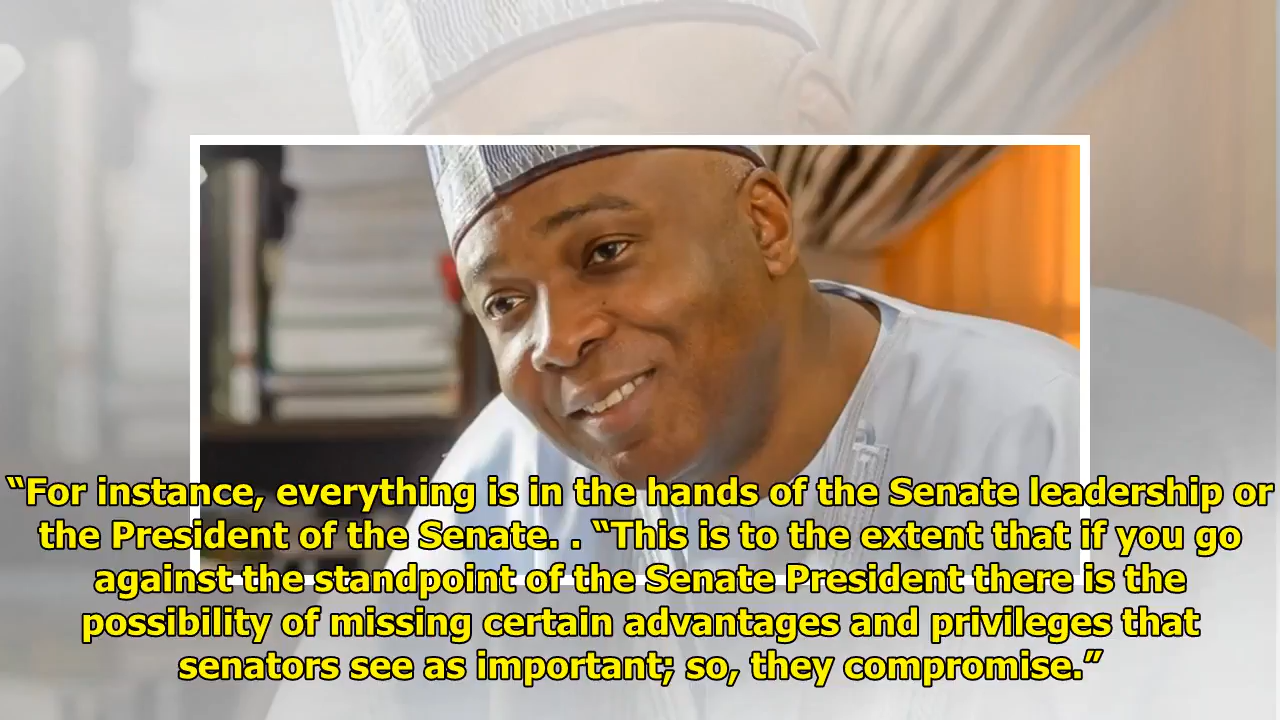 “For instance, everything is in the hands of the Senate leadership or
the President of the Senate. . “This is to the extent that if you go
against the standpoint of the Senate President there is the
possibility of missing certain advantages and privileges that
senators see as important; so, they compromise.”